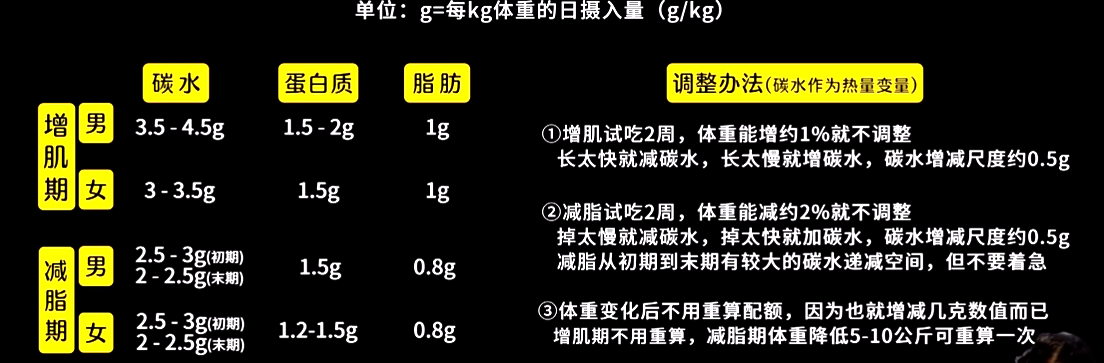 单位：g=每kg体重的日摄入量（g/kg）
碳水 蛋白质 脂肪
增肌期
男 3.5 - 4.5g 1.5 - 2g 1g
女 3 - 3.5g 1.5g 1g
减脂期
男 2.5 - 3g(初期) 1.5g 0.8g
2 - 2.5g(末期)
女 2.5 - 3g(初期) 1.2-1.5g 0.8g
2 - 2.5g(末期)
调整办法(碳水作为热量变量)
①增肌试吃2周，体重能增约1%就不调整
长太快就减碳水，长太慢就增碳水，碳水增减尺度约0.5g
②减脂试吃2周，体重能减约2%就不调整
掉太慢就减碳水，掉太快就加碳水，碳水增减尺度约0.5g
减脂从初期到末期有较大的碳水递减空间，但不要着急
③体重变化后不用重算配额，因为也就增减几克数值而已
增肌期不用重算，减脂期体重降低5-10公斤可重算一次